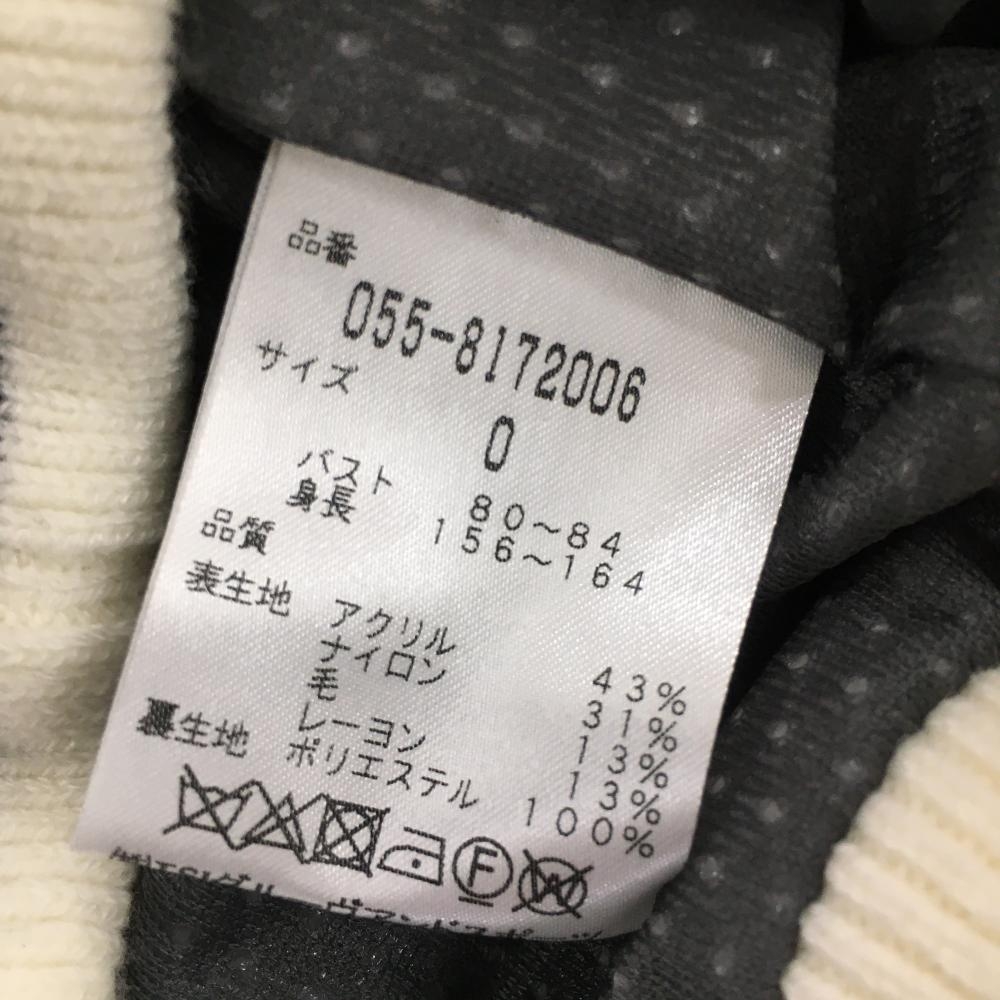 品番
055-8172006
サイズ
0
バスト 80～84
身長 156～164
品質
表生地 アクリル 43%
ナイロン 31%
毛 13%
レーヨン 13%
裏生地 ポリエステル 100%
F
W